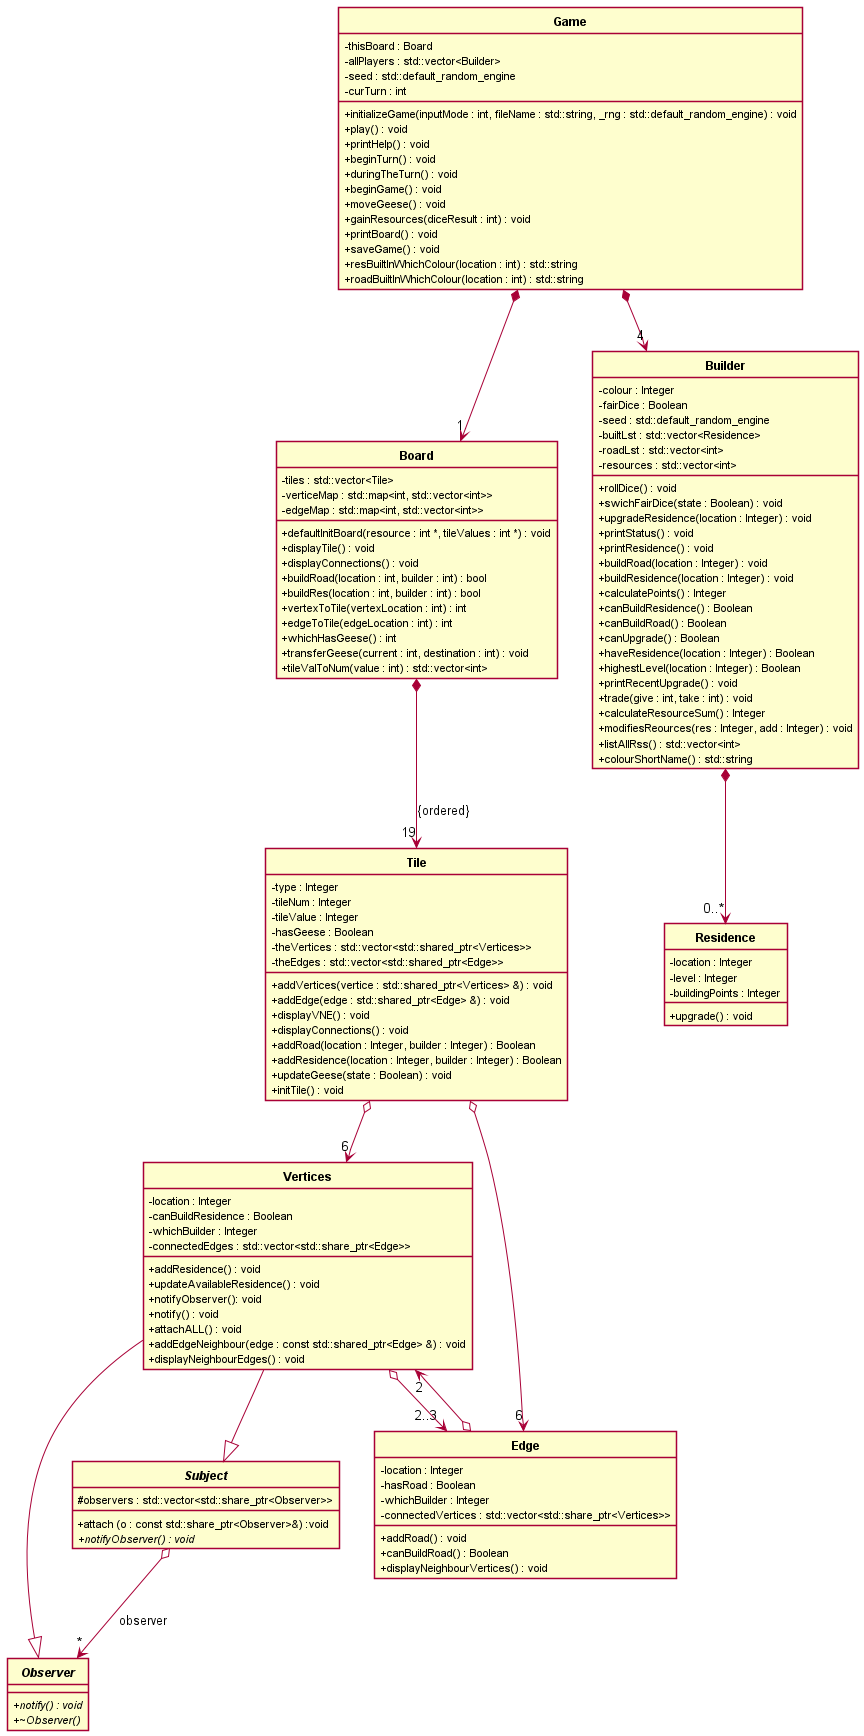 Game
-thisBoard : Board
-allPlayers : std::vector<Builder>
-seed : std::default_random_engine
-curTurn : int
+initializeGame(inputMode : int, fileName : std::string, _rng : std::default_random_engine) : void
+play() : void
+printHelp() : void
+beginTurn() : void
+duringTheTurn() : void
+beginGame() : void
+moveGeese() : void
+gainResources(diceResult : int) : void
+printBoard() : void
+saveGame() : void
+resBuiltInWhichColour(location : int) : std::string
+roadBuiltInWhichColour(location : int) : std::string
4
Builder
-colour : Integer
-fairDice : Boolean
-seed : std::default_random_engine
-builtLst : std::vector<Residence>
-roadLst : std::vector<int>
-resources : std::vector<int>
+rollDice() : void
+swichFairDice(state : Boolean) : void
+upgradeResidence(location : Integer) : void
+printStatus() : void
+printResidence() : void
+buildRoad(location : Integer) : void
+buildResidence(location : Integer) : void
+calculatePoints() : Integer
+canBuildResidence() : Boolean
+canBuildRoad() : Boolean
+canUpgrade() : Boolean
+haveResidence(location : Integer) : Boolean
+highestLevel(location : Integer) : Boolean
+printRecentUpgrade() : void
+trade(give : int, take : int) : void
+calculateResourceSum() : Integer
+modifiesReources(res : Integer, add : Integer) : void
+listAllRss() : std::vector<int>
+colourShortName() : std::string
1
Board
-tiles : std::vector<Tile>
-verticeMap : std::map<int, std::vector<int>>
-edgeMap : std::map<int, std::vector<int>>
+defaultInitBoard(resource : int *, tileValues : int *) : void
+displayTile() : void
+displayConnections() : void
+buildRoad(location : int, builder : int) : bool
+buildRes(location : int, builder : int) : bool
+vertexToTile(vertexLocation : int) : int
+edgeToTile(edgeLocation : int) : int
+whichHasGeese() : int
+transferGeese(current : int, destination : int) : void
+tileValToNum(value : int) : std::vector<int>
{ordered}
19
Tile
-type : Integer
-tileNum : Integer
-tileValue : Integer
-hasGeese : Boolean
-theVertices : std::vector<std::shared_ptr<Vertices>>
-theEdges : std::vector<std::shared_ptr<Edge>>
+addVertices(vertice : std::shared_ptr<Vertices> &) : void
+addEdge(edge : std::shared_ptr<Edge> &) : void
+displayVNE() : void
+displayConnections() : void
+addRoad(location : Integer, builder : Integer) : Boolean
+addResidence(location : Integer, builder : Integer) : Boolean
+updateGeese(state : Boolean) : void
+initTile() : void
0..*
Residence
-location : Integer
-level : Integer
-buildingPoints : Integer
+upgrade() : void
6
Vertices
-location : Integer
-canBuildResidence : Boolean
-whichBuilder : Integer
-connectedEdges : std::vector<std::share_ptr<Edge>>
+addResidence() : void
+updateAvailableResidence() : void
+notifyObserver(): void
+notify() : void
+attachALL() : void
+addEdgeNeighbour(edge : const std::shared_ptr<Edge> &) : void
+displayNeighbourEdges() : void
2
2..3
6
Edge
-location : Integer
-hasRoad : Boolean
-whichBuilder : Integer
-connectedVertices : std::vector<std::share_ptr<Vertices>>
+addRoad() : void
+canBuildRoad() : Boolean
+displayNeighbourVertices() : void
Subject
#observers : std::vector<std::share_ptr<Observer>>
+attach (o : const std::share_ptr<Observer>&) :void
+notifyObserver() : void
observer
*
Observer
+notify() : void
+~Observer()